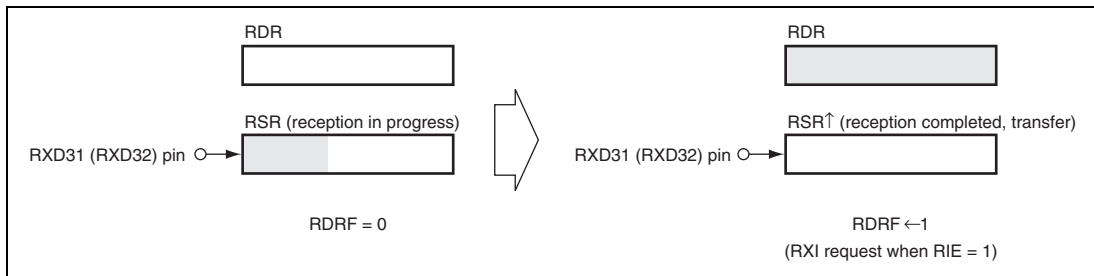 RDR
RSR (reception in progress)
RXD31 (RXD32) pin
RDRF = 0
RDR
RSR↑ (reception completed, transfer)
RXD31 (RXD32) pin
RDRF ←1
(RXI request when RIE = 1)